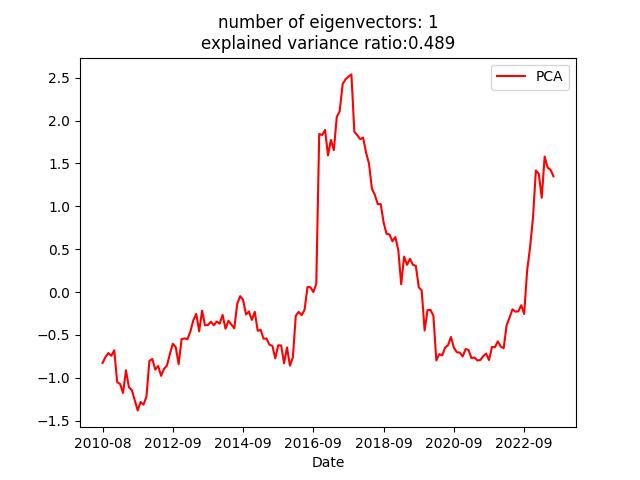 number of eigenvectors: 1
explained variance ratio:0.489
PCA
2.5
2.0
1.5
1.0
0.5
0.0
−0.5
−1.0
−1.5
2010-08 2012-09 2014-09 2016-09 2018-09 2020-09 2022-09
Date